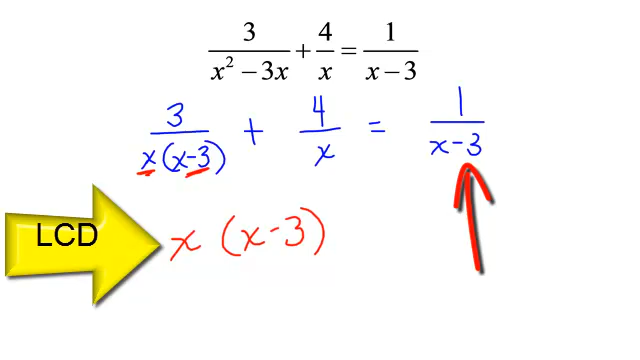 3/(x² − 3x) + 4/x = 1/(x − 3)
3/(x(x-3)) + 4/x = 1/(x-3)
LCD x (x-3)